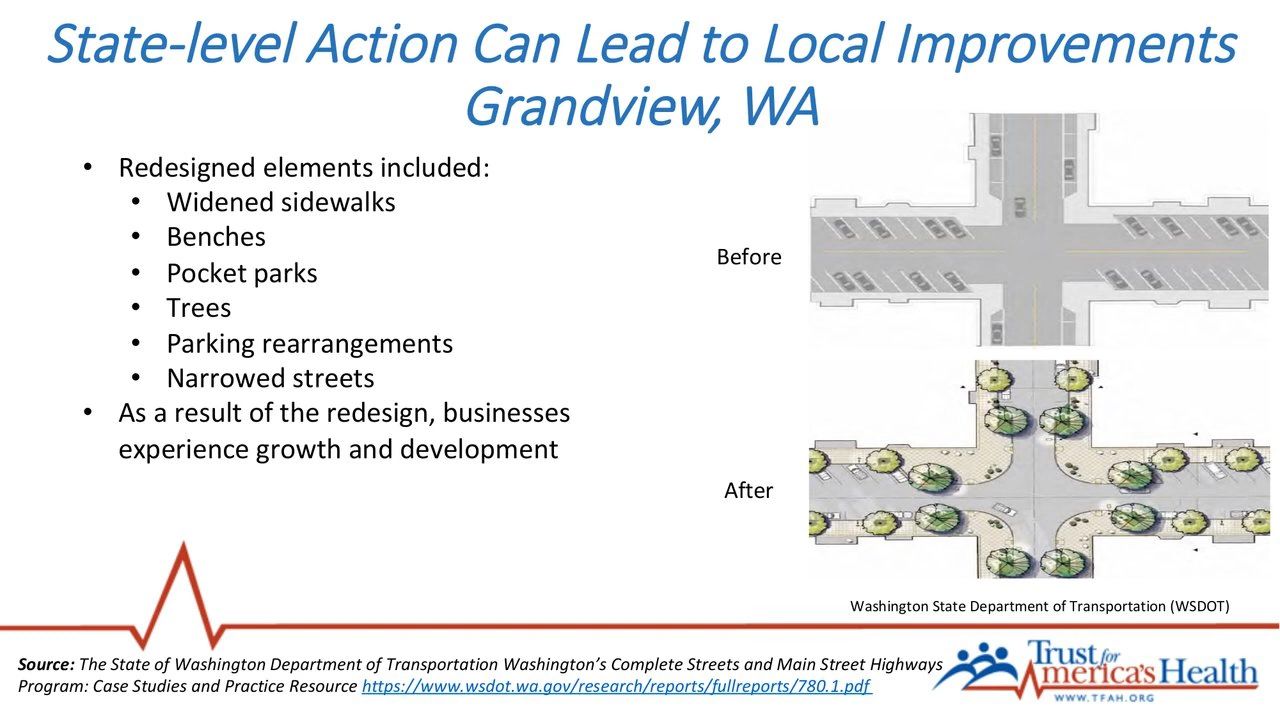 State-level Action Can Lead to Local Improvements
Grandview, WA
• Redesigned elements included:
• Widened sidewalks
• Benches
• Pocket parks
• Trees
• Parking rearrangements
• Narrowed streets
• As a result of the redesign, businesses
experience growth and development
Before
After
Washington State Department of Transportation (WSDOT)
Source: The State of Washington Department of Transportation Washington’s Complete Streets and Main Street Highways
Program: Case Studies and Practice Resource https://www.wsdot.wa.gov/research/reports/fullreports/780.1.pdf
Trust for
America's Health
WWW.TFAH.ORG